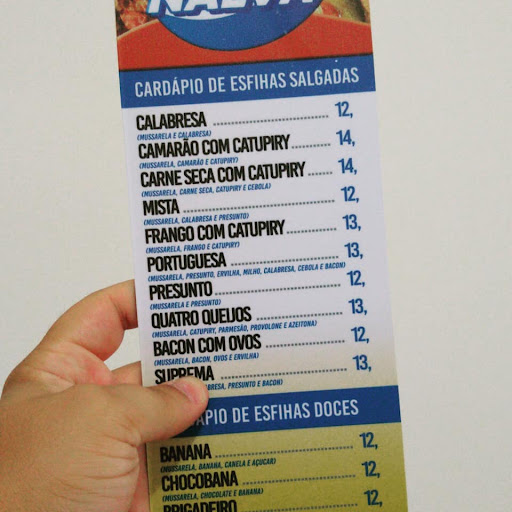 NALVA
CARDÁPIO DE ESFIHAS SALGADAS
CALABRESA 12,
(MUSSARELA E CALABRESA)
CAMARÃO COM CATUPIRY 14,
(MUSSARELA, CAMARÃO E CATUPIRY)
CARNE SECA COM CATUPIRY 14,
(MUSSARELA, CARNE SECA, CATUPIRY E CEBOLA)
MISTA 12,
(MUSSARELA, CALABRESA E PRESUNTO)
FRANGO COM CATUPIRY 13,
(MUSSARELA, FRANGO E CATUPIRY)
PORTUGUESA 13,
(MUSSARELA, PRESUNTO, ERVILHA, MILHO, CALABRESA, CEBOLA E BACON)
PRESUNTO 12,
(MUSSARELA E PRESUNTO)
QUATRO QUEIJOS 13,
(MUSSARELA, CATUPIRY, PARMESÃO, PROVOLONE E AZEITONA)
BACON COM OVOS 12,
(MUSSARELA, BACON, OVOS E ERVILHA)
SUPREMA 13,
PRESUNTO E BACON)
DE ESFIHAS DOCES
BANANA 12,
(MUSSARELA, BANANA, CANELA E AÇUCAR)
CHOCOBANA 12,
(MUSSARELA, CHOCOLATE E BANANA)
BRIGADEIRO 12,